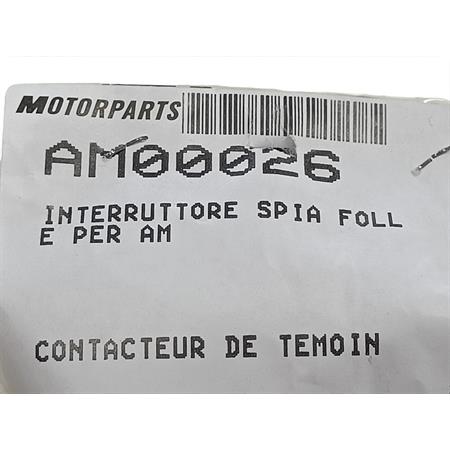 MOTORPARTS
AM00026
INTERRUTTORE SPIA FOLL
E PER AM
CONTACTEUR DE TEMOIN